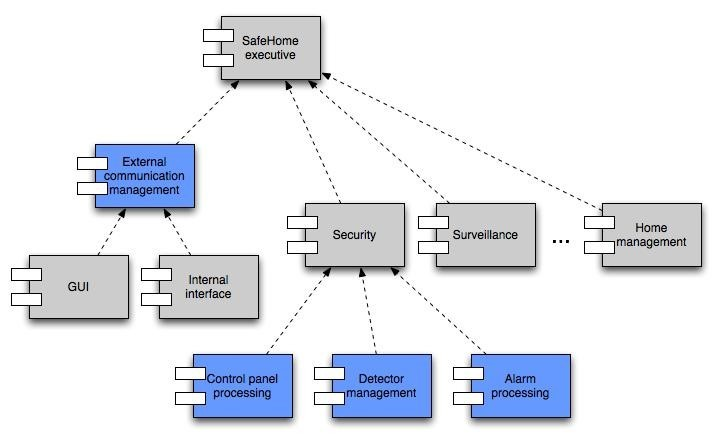 SafeHome
executive
External
communication
management
Security
Surveillance
...
Home
management
GUI
Internal
interface
Control panel
processing
Detector
management
Alarm
processing